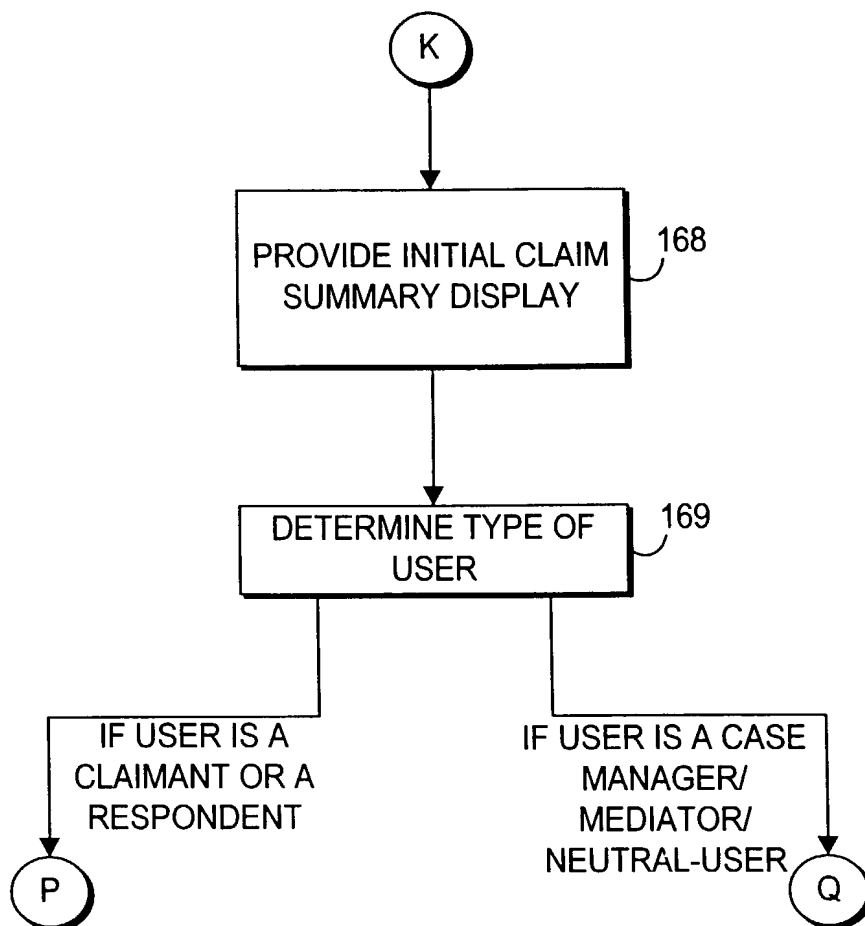 K
PROVIDE INITIAL CLAIM
SUMMARY DISPLAY
168
DETERMINE TYPE OF
USER
169
IF USER IS A
CLAIMANT OR A
RESPONDENT
IF USER IS A CASE
MANAGER/
MEDIATOR/
NEUTRAL-USER
P
Q